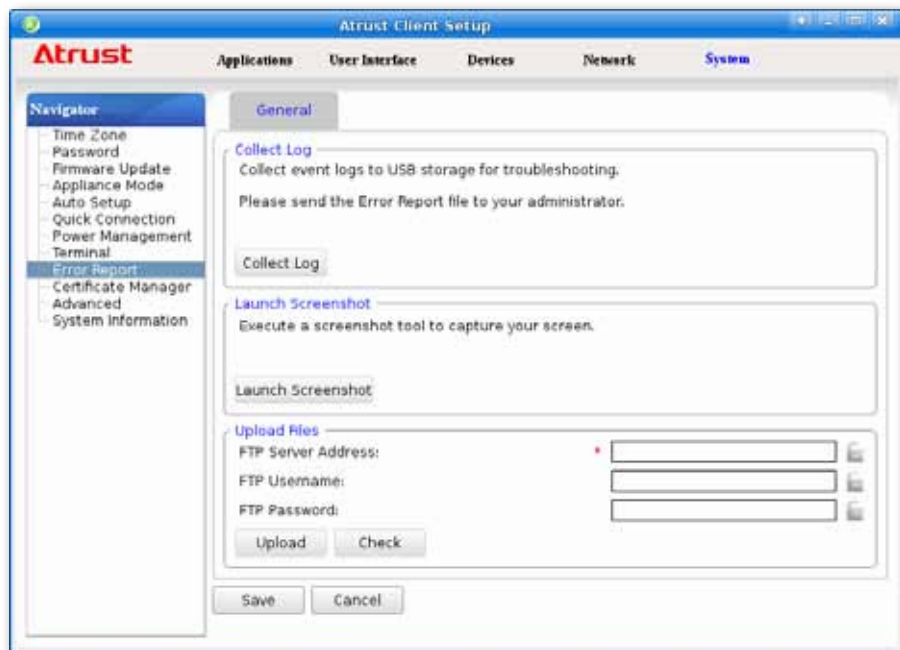 Atrust Client Setup
Atrust
Applications User Interface Devices Network System
Navigator
Time Zone
Password
Firmware Update
Appliance Mode
Auto Setup
Quick Connection
Power Management
Terminal
Error Report
Certificate Manager
Advanced
System Information
General
Collect Log
Collect event logs to USB storage for troubleshooting.
Please send the Error Report file to your administrator.
Collect Log
Launch Screenshot
Execute a screenshot tool to capture your screen.
Launch Screenshot
Upload Files
FTP Server Address: *
FTP Username:
FTP Password:
Upload Check
Save Cancel